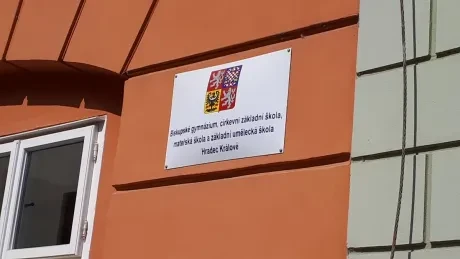 Biskupské gymnázium, církevní základní škola,
mateřská škola a základní umělecká škola
Hradec Králové